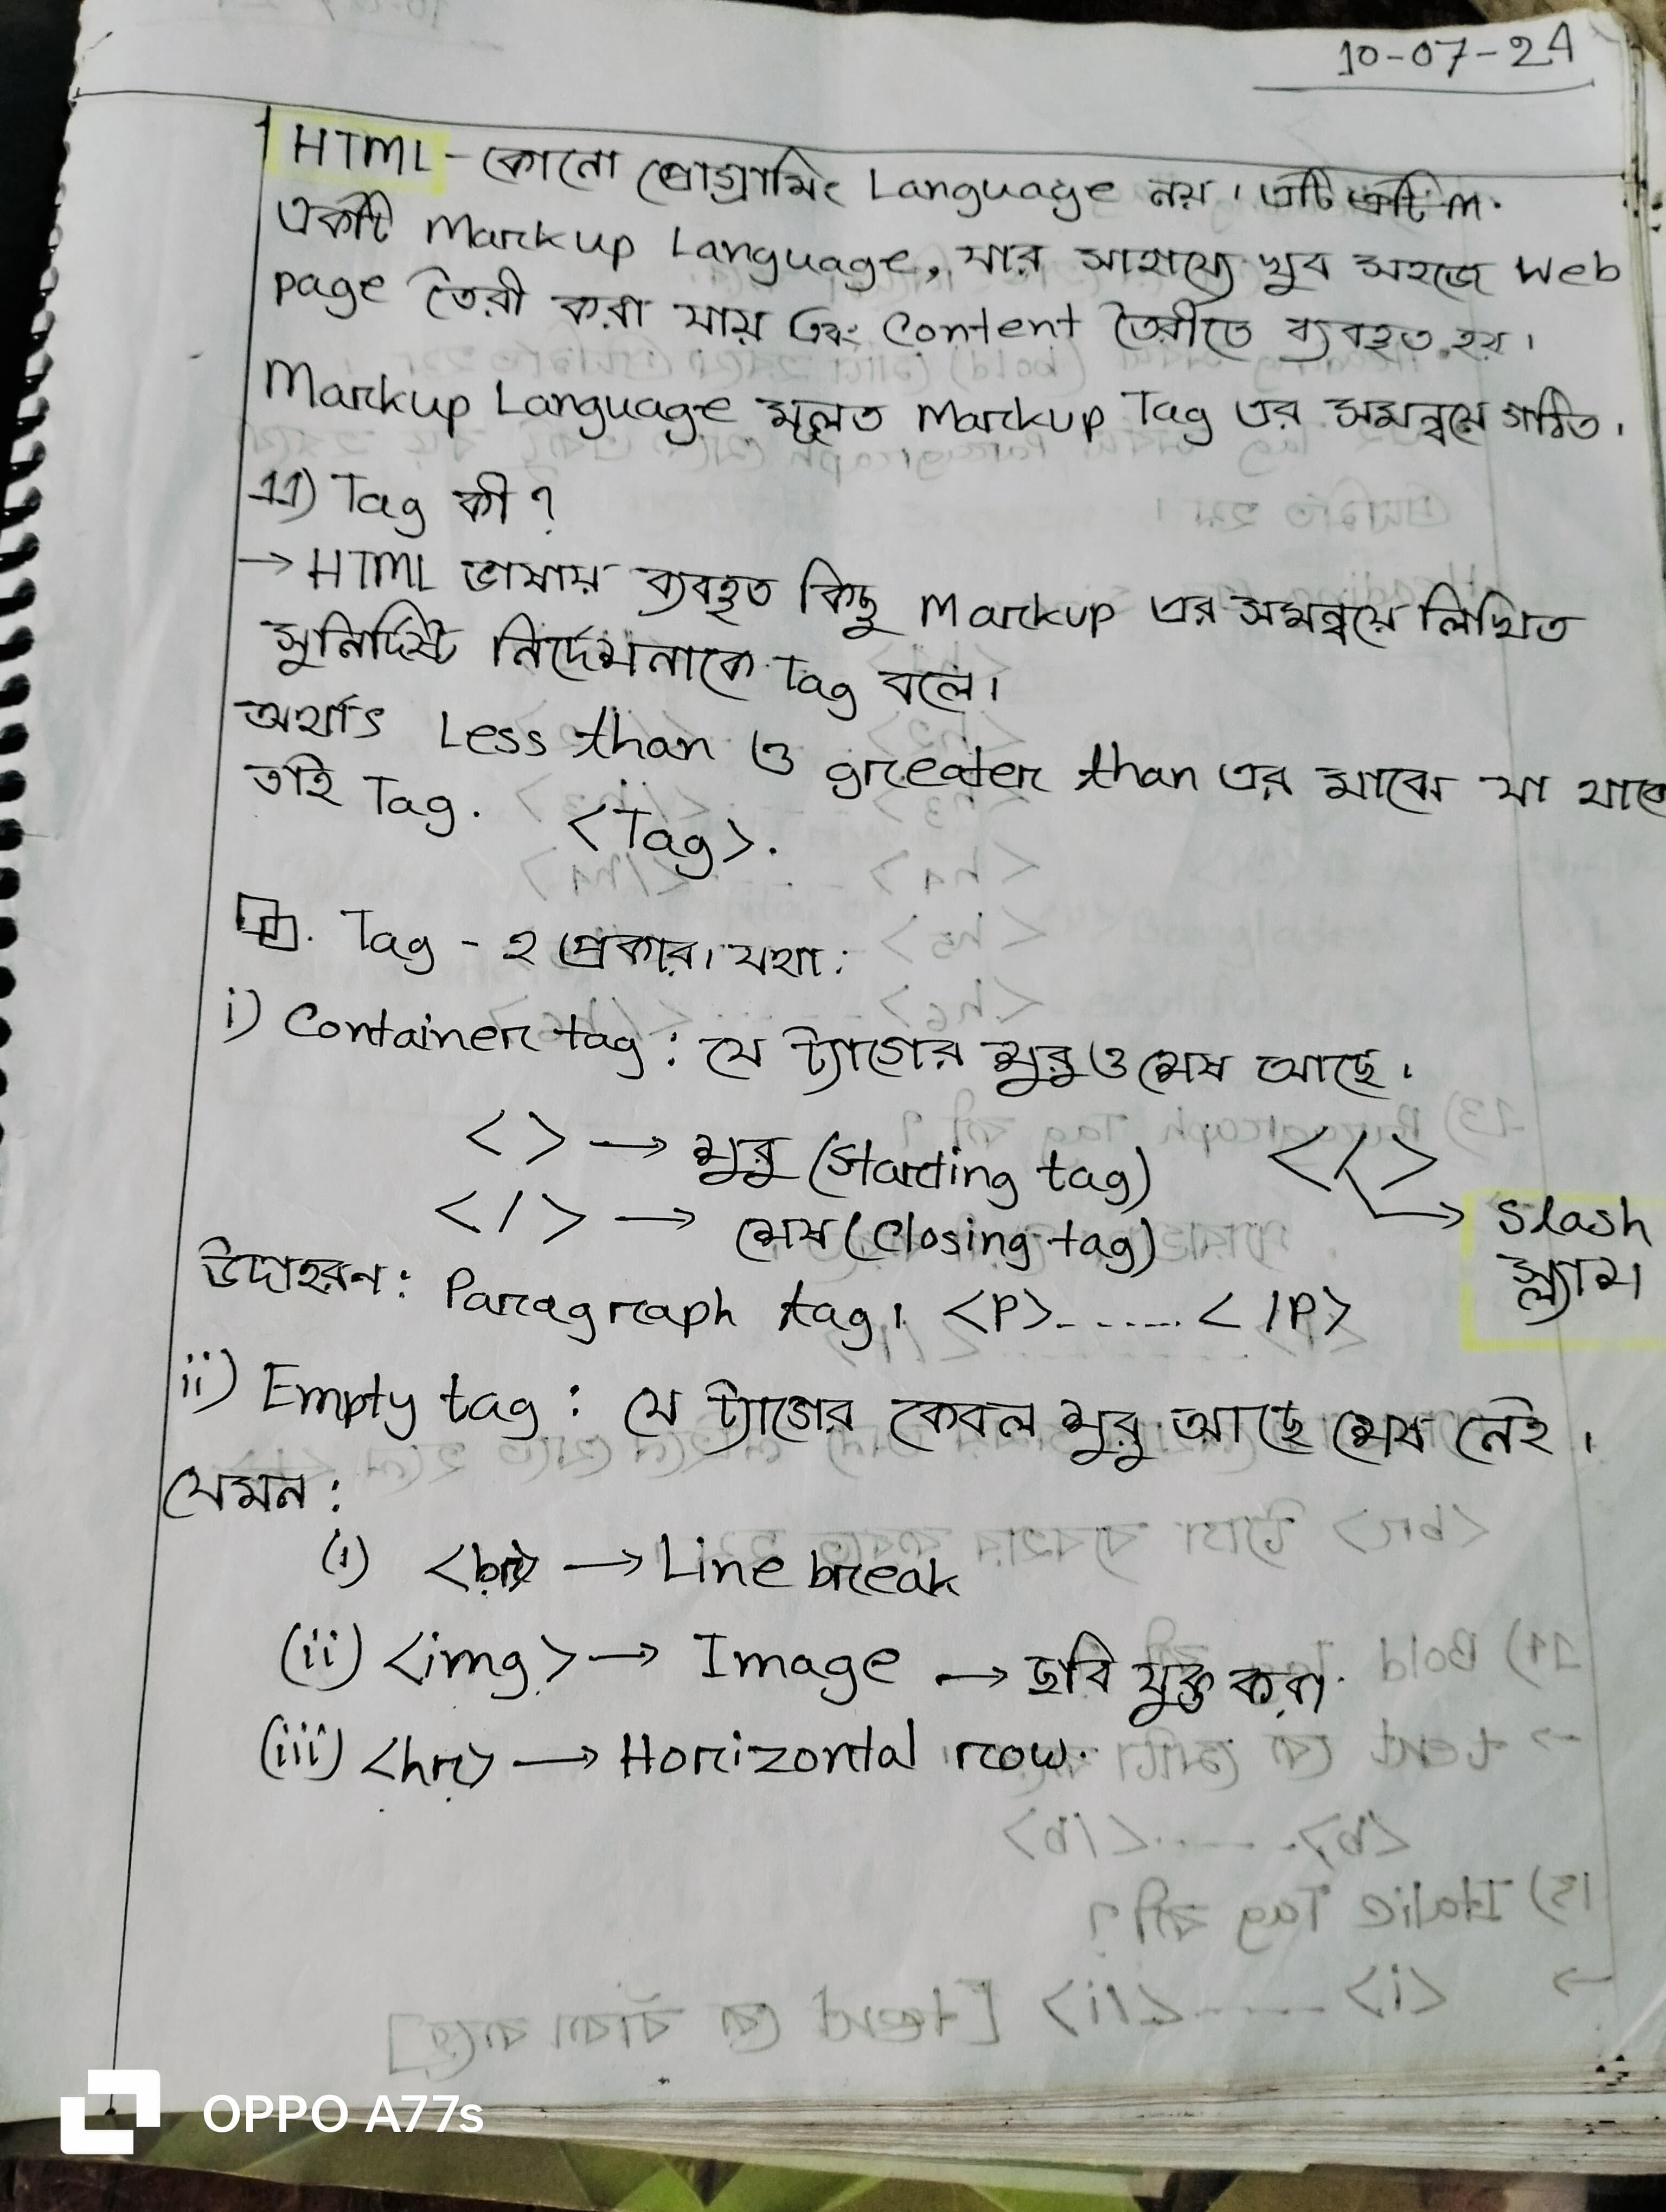 10-07-24
HTML - কোনো প্রোগ্রামিং Language নয়। এটি একটি m.
একটি Markup Language, যার সাহায্যে খুব সহজে Web
page তৈরী করা যায় এবং Content তৈরীতে ব্যবহৃত হয়।
Markup Language মূলত Markup Tag এর সমন্বয়ে গঠিত।
11) Tag কী?
→ HTML ভাষায় ব্যবহৃত কিছু Markup এর সমন্বয়ে লিখিত
সুনির্দিষ্ট নির্দেশনাকে Tag বলে।
অর্থাৎ Less than ও greater than এর মাঝে যা থাকে
তাই Tag. <Tag>.
Tag - ২ প্রকার। যথা:
i) Container tag: যে ট্যাগের শুরু ও শেষ আছে।
<> → শুরু (Starting tag) </>
</> → শেষ (Closing tag) → Slash
স্ল্যাশ
উদাহরন: Paragraph tag। <P>......</P>
ii) Empty tag: যে ট্যাগের কেবল শুরু আছে শেষ নেই।
যেমন:
(i) <br> → Line break
(ii) <img> → Image → ছবি যুক্ত করা
(iii) <hr> → Horizontal row.
OPPO A77s